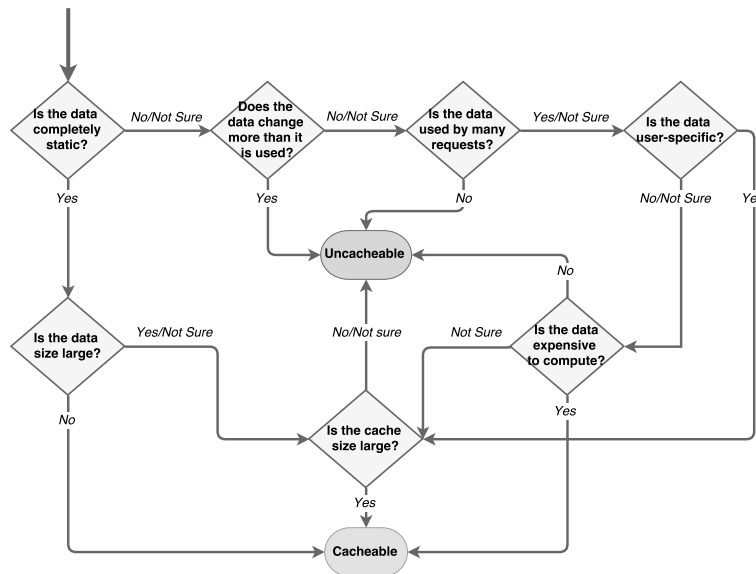 Is the data
completely
static?
No/Not Sure
Does the
data change
more than it
is used?
No/Not Sure
Is the data
used by many
requests?
Yes/Not Sure
Is the data
user-specific?
Yes
Yes
No
No/Not Sure
Ye
Uncacheable
No
Is the data
size large?
Yes/Not Sure
No/Not sure
Not Sure
Is the data
expensive
to compute?
No
Yes
Is the cache
size large?
Yes
Cacheable